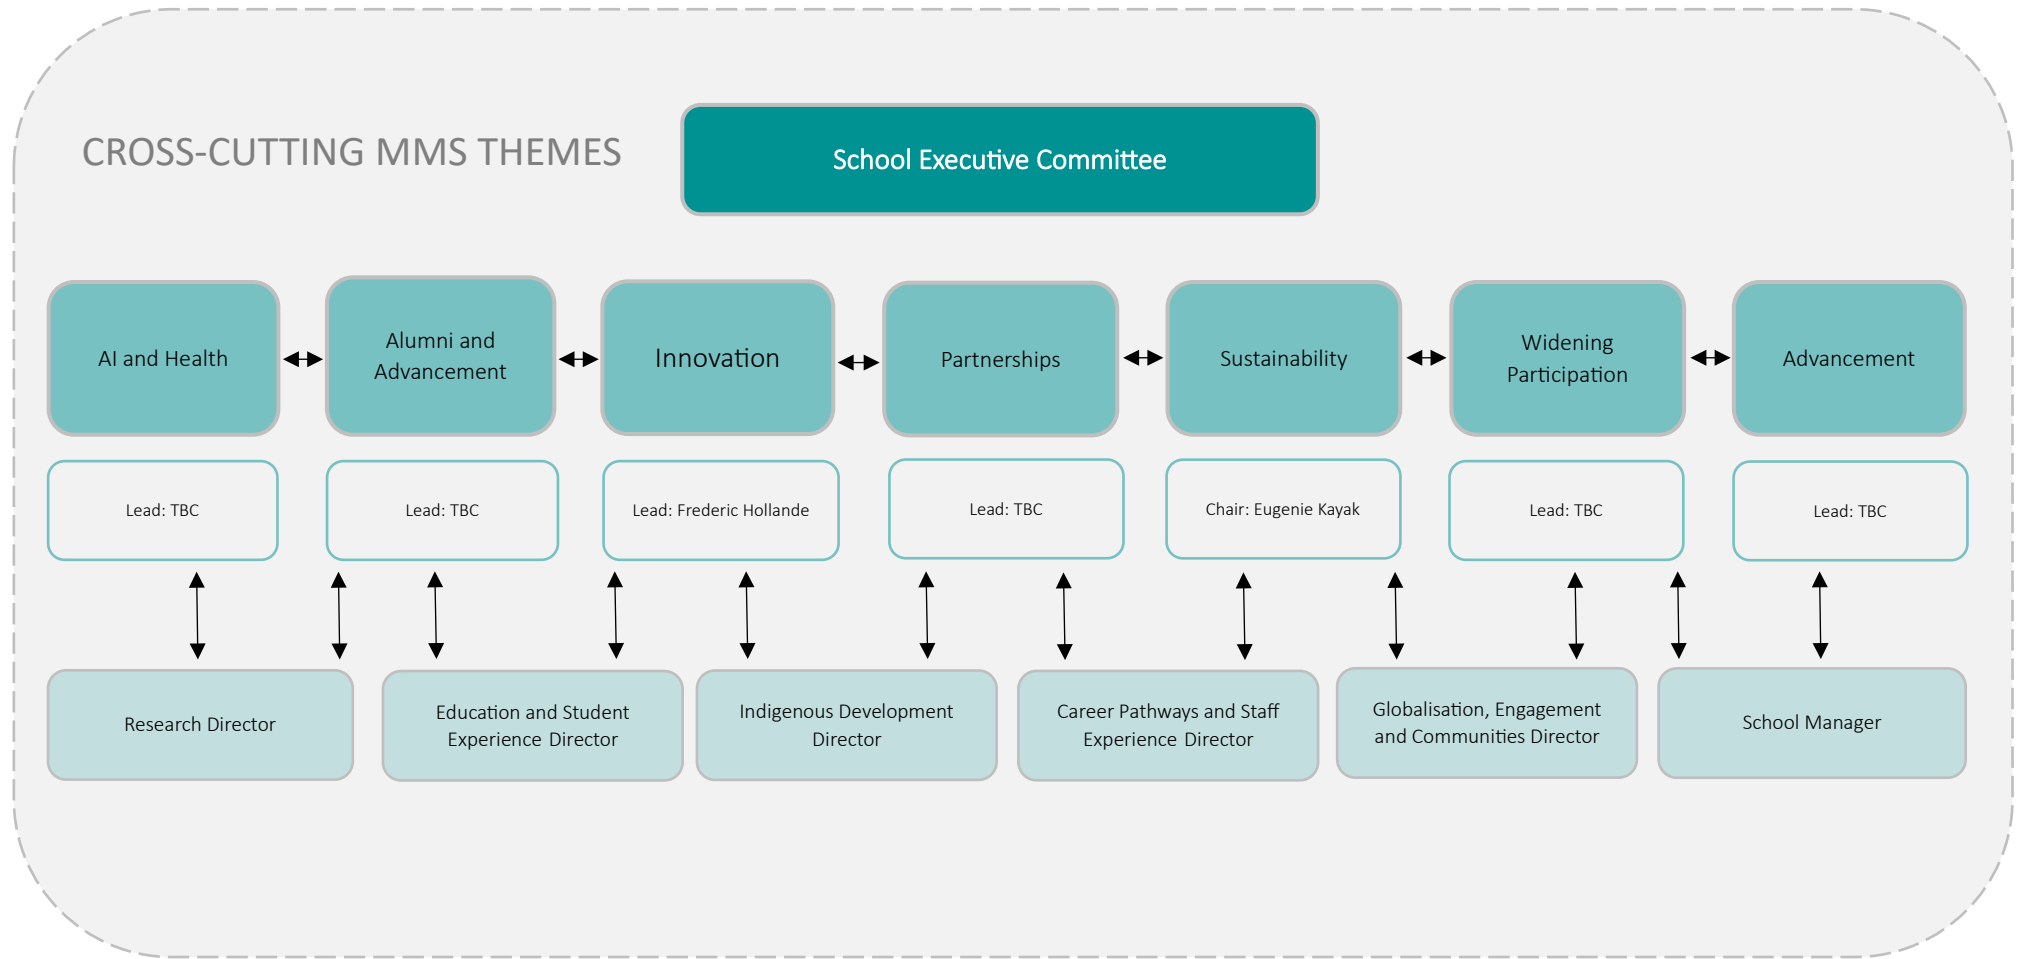 CROSS-CUTTING MMS THEMES
School Executive Committee
AI and Health
Alumni and
Advancement
Innovation
Partnerships
Sustainability
Widening
Participation
Advancement
Lead: TBC
Lead: TBC
Lead: Frederic Hollande
Lead: TBC
Chair: Eugenie Kayak
Lead: TBC
Lead: TBC
Research Director
Education and Student
Experience Director
Indigenous Development
Director
Career Pathways and Staff
Experience Director
Globalisation, Engagement
and Communities Director
School Manager